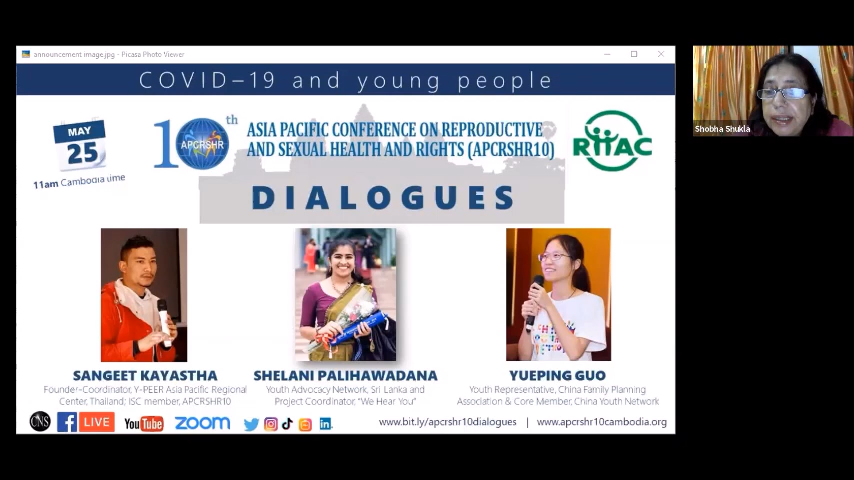 announcement image.jpg - Picasa Photo Viewer
COVID-19 and young people
MAY
25
11am Cambodia time
10th
APCRSHR
ASIA PACIFIC CONFERENCE ON REPRODUCTIVE
AND SEXUAL HEALTH AND RIGHTS (APCRSHR10)
RHAC
DIALOGUES
SANGEET KAYASTHA
Founder-Coordinator, Y-PEER Asia Pacific Regional
Center, Thailand; ISC member, APCRSHR10
SHELANI PALIHAWADANA
Youth Advocacy Network, Sri Lanka and
Project Coordinator, "We Hear You"
YUEPING GUO
Youth Representative, China Family Planning
Association & Core Member, China Youth Network
CNS
LIVE
YouTube
zoom
www.bit.ly/apcrshr10dialogues | www.apcrshr10cambodia.org
Shobha Shukla